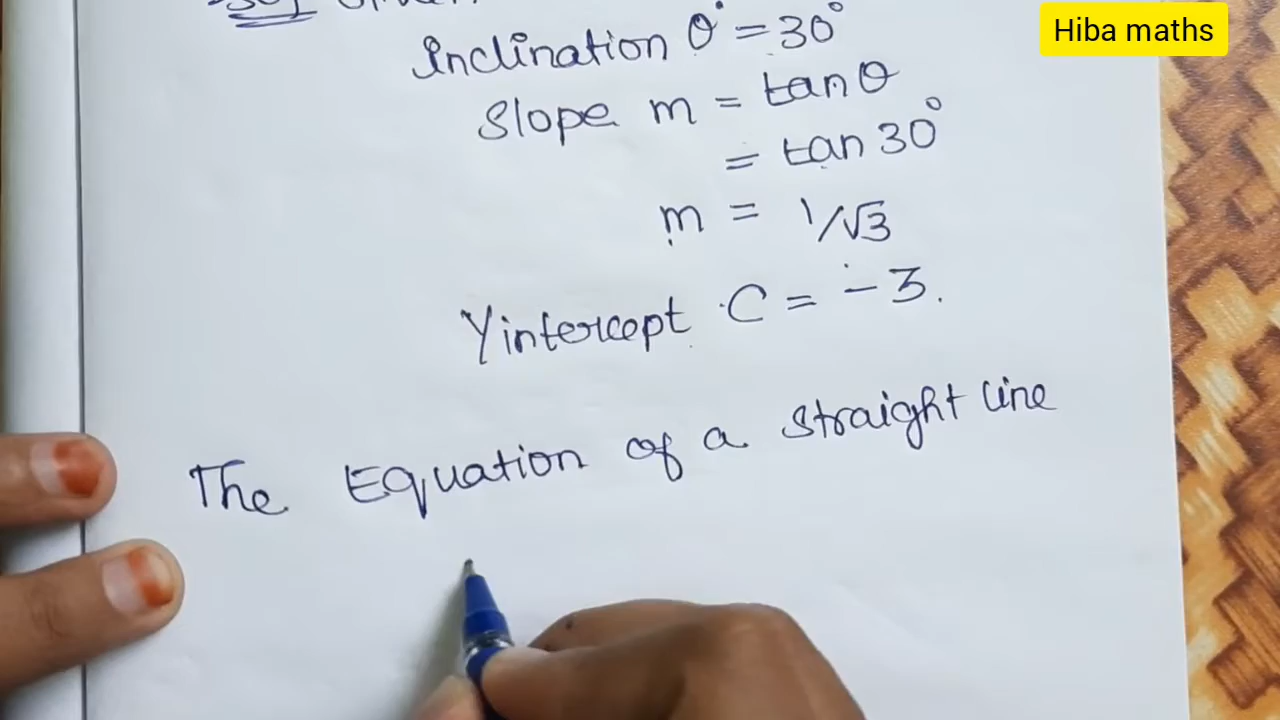 Hiba maths
Inclination θ° = 30°
Slope m = tan θ
= tan 30°
m = 1/√3
Y intercept C = -3.
The Equation of a straight line